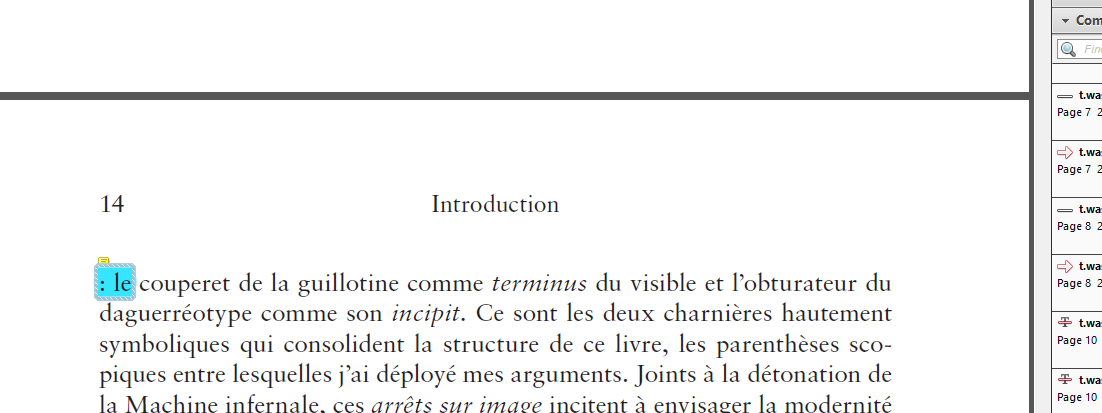 Com
Fin
t.wa
Page 7 2
t.wa
Page 7 2
14 Introduction
t.wa
Page 8 2
: le couperet de la guillotine comme terminus du visible et l'obturateur du
t.wa
Page 8 2
daguerréotype comme son incipit. Ce sont les deux charnières hautement
t.wa
symboliques qui consolident la structure de ce livre, les parenthèses sco-
Page 10
piques entre lesquelles j'ai déployé mes arguments. Joints à la détonation de
t.wa
Page 10
la Machine infernale, ces arrêts sur image incitent à envisager la modernité